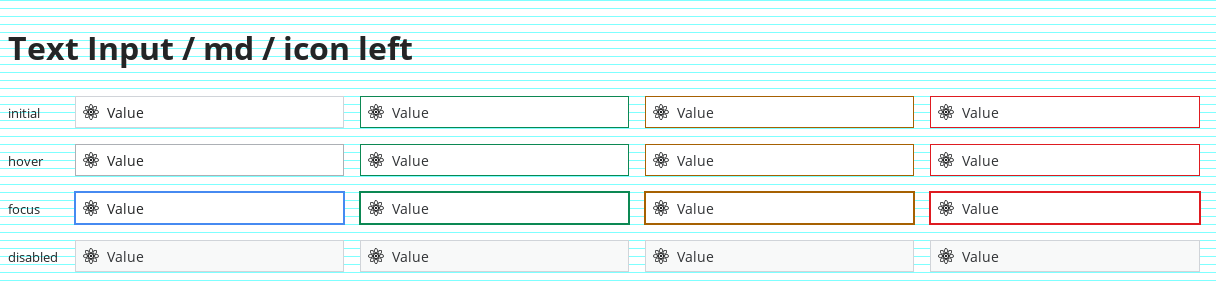 Text Input / md / icon left
initial Value Value Value Value
hover Value Value Value Value
focus Value Value Value Value
disabled Value Value Value Value